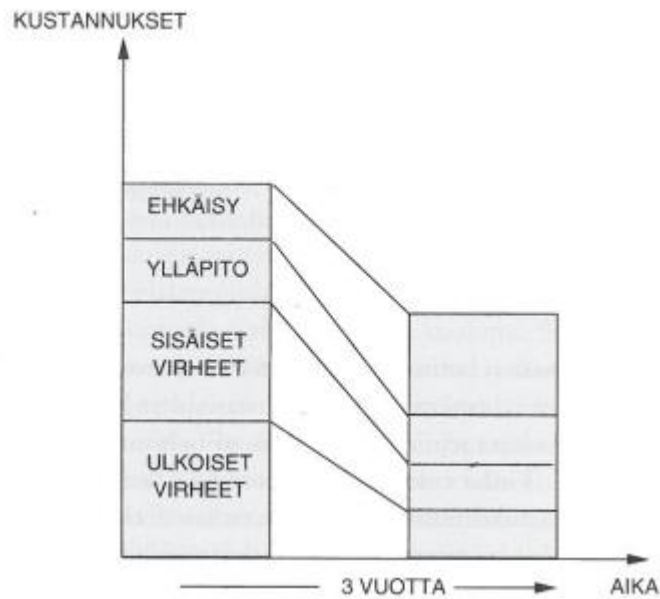 KUSTANNUKSET
EHKÄISY
YLLÄPITO
SISÄISET
VIRHEET
ULKOISET
VIRHEET
3 VUOTTA
AIKA